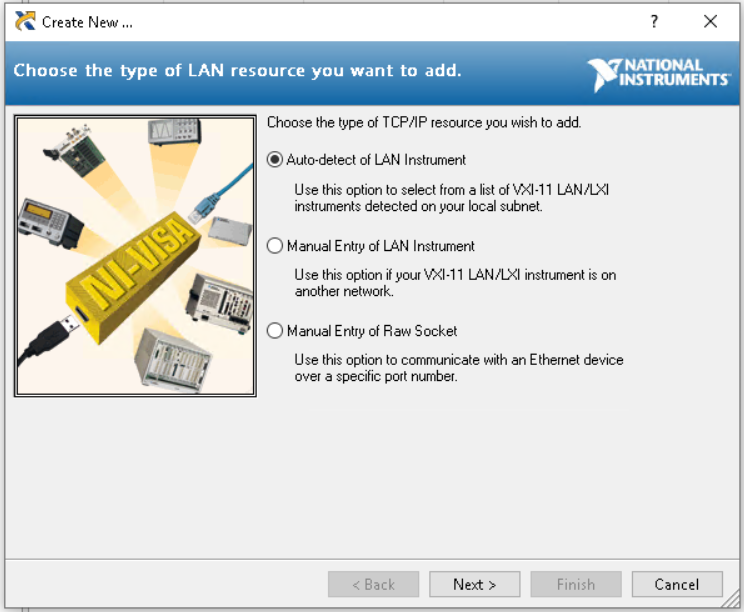 Create New ...
?
Choose the type of LAN resource you want to add.
NATIONAL
INSTRUMENTS
Choose the type of TCP/IP resource you wish to add.
Auto-detect of LAN Instrument
Use this option to select from a list of VXI-11 LAN/LXI
instruments detected on your local subnet.
Manual Entry of LAN Instrument
Use this option if your VXI-11 LAN/LXI instrument is on
another network.
Manual Entry of Raw Socket
Use this option to communicate with an Ethernet device
over a specific port number.
NI-VISA
< Back
Next >
Finish
Cancel